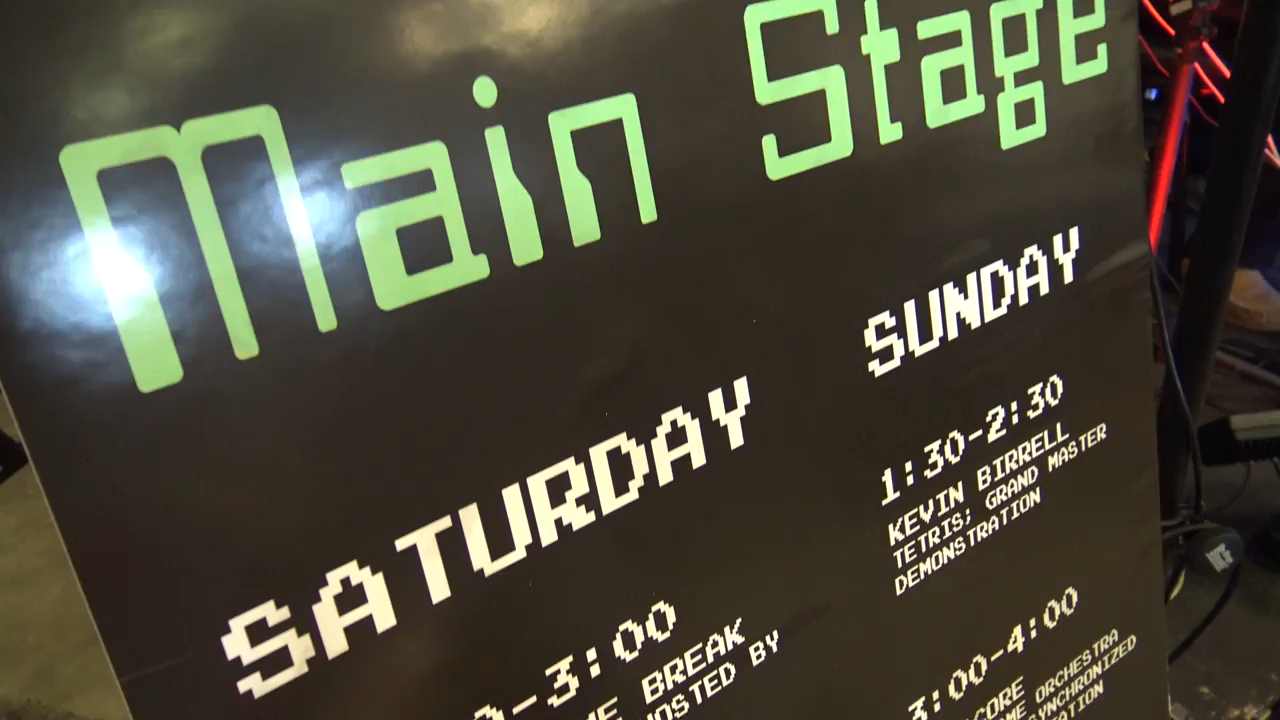 Main Stage
SATURDAY
-3:00
BREAK
HOSTED BY
SUNDAY
1:30-2:30
KEVIN BIRRELL
TETRIS; GRAND MASTER
DEMONSTRATION
3:00-4:00
ORCHESTRA
SYNCHRONIZED